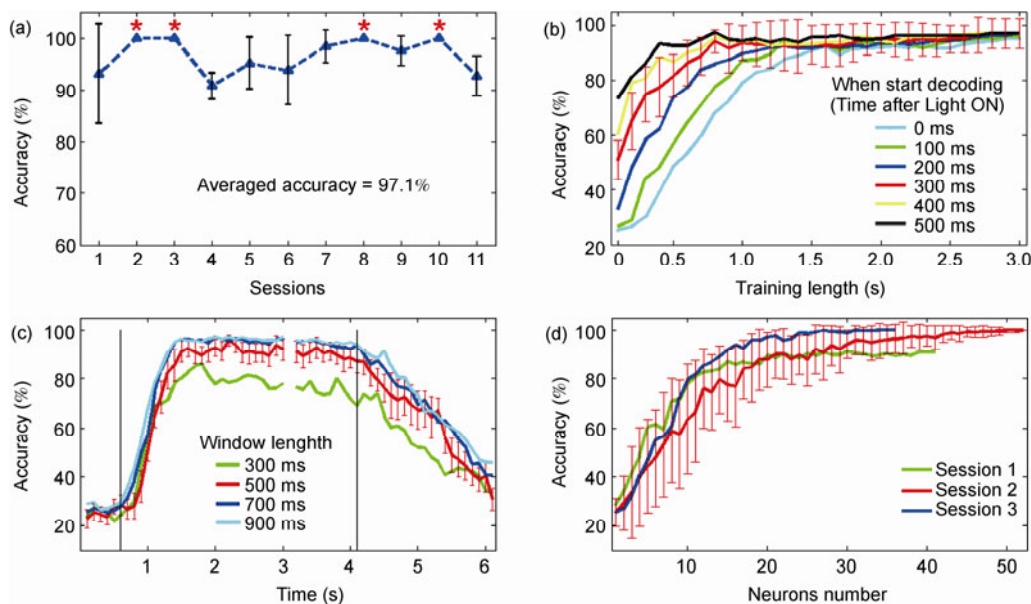 (a)
* * * *
100
90
80
70
60
Accuracy (%)
Averaged accuracy = 97.1%
1 2 3 4 5 6 7 8 9 10 11
Sessions
(b)
100
80
60
40
20
Accuracy (%)
When start decoding
(Time after Light ON)
0 ms
100 ms
200 ms
300 ms
400 ms
500 ms
0 0.5 1.0 1.5 2.0 2.5 3.0
Training length (s)
(c)
100
80
60
40
20
Accuracy (%)
Window lenghth
300 ms
500 ms
700 ms
900 ms
1 2 3 4 5 6
Time (s)
(d)
100
80
60
40
20
Accuracy (%)
Session 1
Session 2
Session 3
10 20 30 40 50
Neurons number